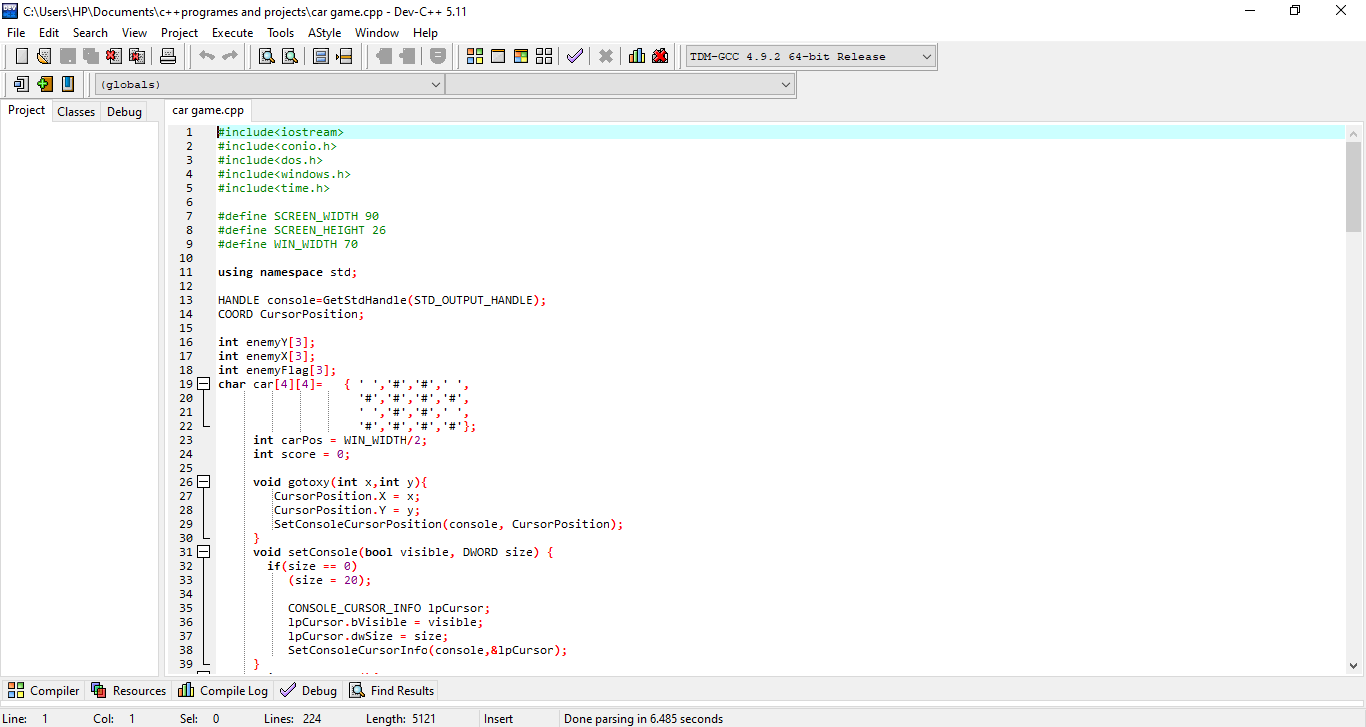 C:\Users\HP\Documents\c++programes and projects\car game.cpp - Dev-C++ 5.11
File Edit Search View Project Execute Tools AStyle Window Help
TDM-GCC 4.9.2 64-bit Release
(globals)
Project Classes Debug car game.cpp
1 #include<iostream>
2 #include<conio.h>
3 #include<dos.h>
4 #include<windows.h>
5 #include<time.h>
6
7 #define SCREEN_WIDTH 90
8 #define SCREEN_HEIGHT 26
9 #define WIN_WIDTH 70
10
11 using namespace std;
12
13 HANDLE console=GetStdHandle(STD_OUTPUT_HANDLE);
14 COORD CursorPosition;
15
16 int enemyY[3];
17 int enemyX[3];
18 int enemyFlag[3];
19 char car[4][4]= { ' ','#','#',' ',
20 '#','#','#','#',
21 ' ','#','#',' ',
22 '#','#','#','#'};
23 int carPos = WIN_WIDTH/2;
24 int score = 0;
25
26 void gotoxy(int x,int y){
27 CursorPosition.X = x;
28 CursorPosition.Y = y;
29 SetConsoleCursorPosition(console, CursorPosition);
30 }
31 void setConsole(bool visible, DWORD size) {
32 if(size == 0)
33 (size = 20);
34
35 CONSOLE_CURSOR_INFO lpCursor;
36 lpCursor.bVisible = visible;
37 lpCursor.dwSize = size;
38 SetConsoleCursorInfo(console,&lpCursor);
39 }
Compiler Resources Compile Log Debug Find Results
Line: 1 Col: 1 Sel: 0 Lines: 224 Length: 5121 Insert Done parsing in 6.485 seconds